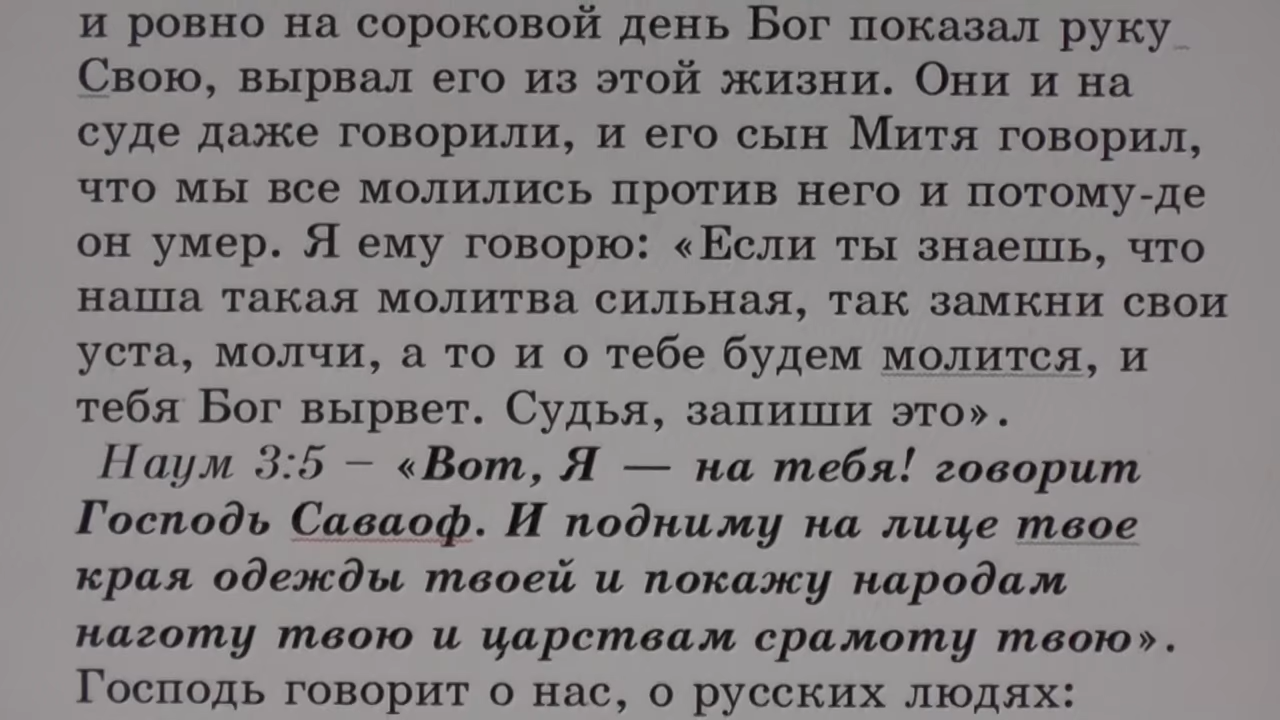 и ровно на сороковой день Бог показал руку
Свою, вырвал его из этой жизни. Они и на
суде даже говорили, и его сын Митя говорил,
что мы все молились против него и потому-де
он умер. Я ему говорю: «Если ты знаешь, что
наша такая молитва сильная, так замкни свои
уста, молчи, а то и о тебе будем молится, и
тебя Бог вырвет. Судья, запиши это».
Наум 3:5 – «Вот, Я — на тебя! говорит
Господь Саваоф. И подниму на лице твое
края одежды твоей и покажу народам
наготу твою и царствам срамоту твою».
Господь говорит о нас, о русских людях: